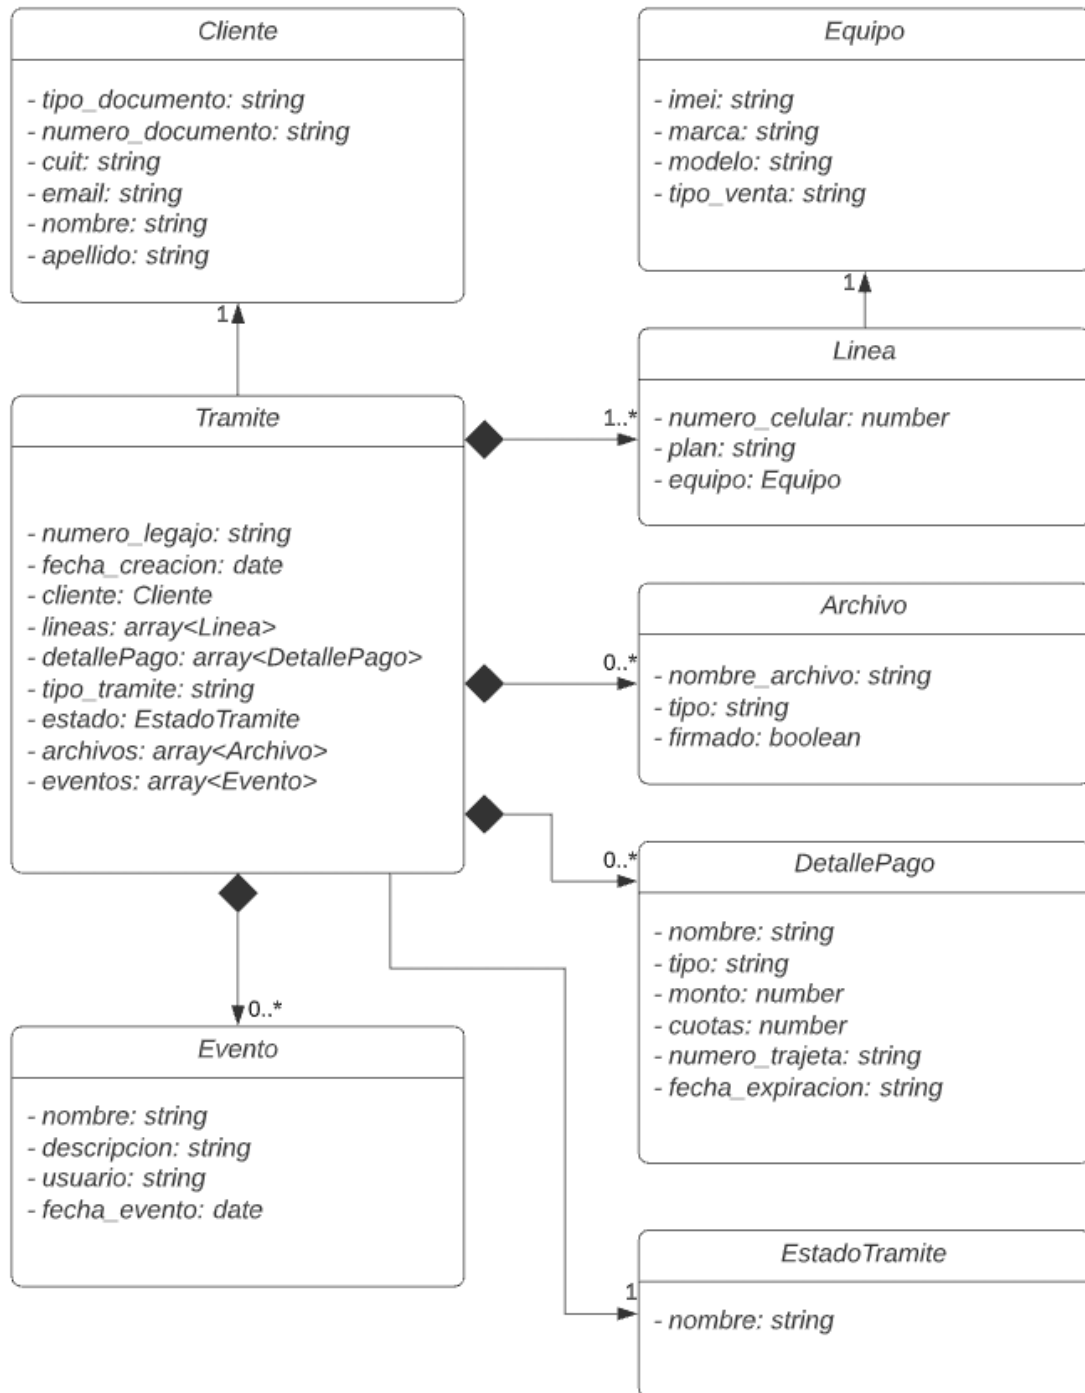 Cliente
- tipo_documento: string
- numero_documento: string
- cuit: string
- email: string
- nombre: string
- apellido: string
Equipo
- imei: string
- marca: string
- modelo: string
- tipo_venta: string
1
1
Tramite
- numero_legajo: string
- fecha_creacion: date
- cliente: Cliente
- lineas: array<Linea>
- detallePago: array<DetallePago>
- tipo_tramite: string
- estado: EstadoTramite
- archivos: array<Archivo>
- eventos: array<Evento>
1..*
Linea
- numero_celular: number
- plan: string
- equipo: Equipo
0..*
Archivo
- nombre_archivo: string
- tipo: string
- firmado: boolean
0..*
DetallePago
- nombre: string
- tipo: string
- monto: number
- cuotas: number
- numero_trajeta: string
- fecha_expiracion: string
0..*
Evento
- nombre: string
- descripcion: string
- usuario: string
- fecha_evento: date
1
EstadoTramite
- nombre: string